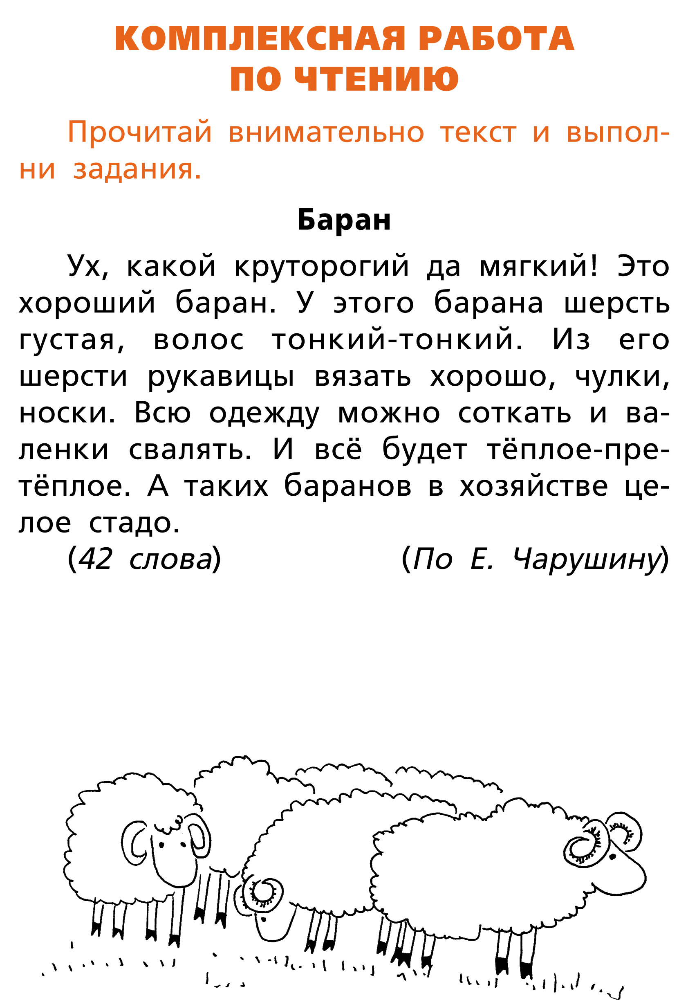 КОМПЛЕКСНАЯ РАБОТА
ПО ЧТЕНИЮ
Прочитай внимательно текст и выпол-
ни задания.
Баран
Ух, какой круторогий да мягкий! Это
хороший баран. У этого барана шерсть
густая, волос тонкий-тонкий. Из его
шерсти рукавицы вязать хорошо, чулки,
носки. Всю одежду можно соткать и ва-
ленки свалять. И всё будет тёплое-пре-
тёплое. А таких баранов в хозяйстве це-
лое стадо.
(42 слова) (По Е. Чарушину)